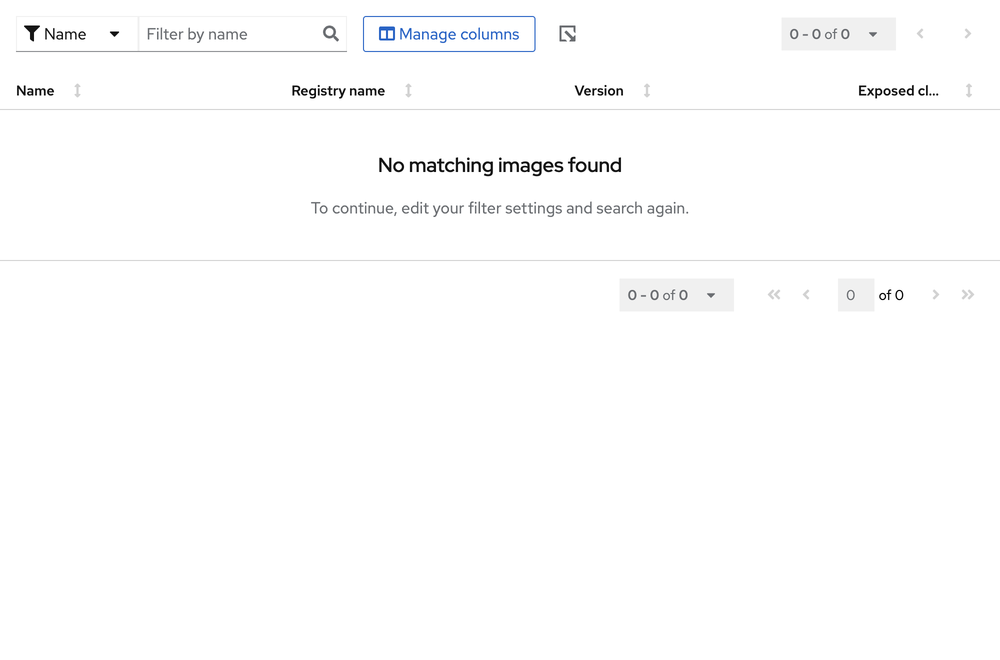 Name Filter by name Manage columns 0 - 0 of 0
Name Registry name Version Exposed cl...
No matching images found
To continue, edit your filter settings and search again.
0 - 0 of 0 0 of 0